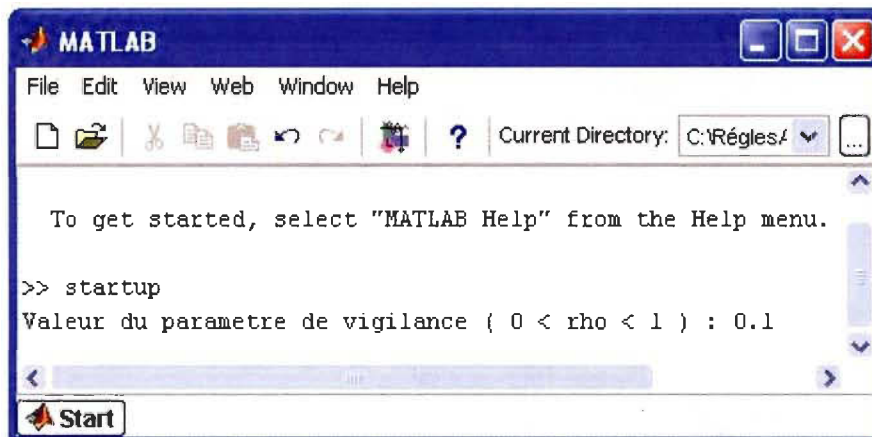 MATLAB
File Edit View Web Window Help
? Current Directory: C:\Régles
...
To get started, select "MATLAB Help" from the Help menu.
>> startup
Valeur du parametre de vigilance ( 0 < rho < 1 ) : 0.1
Start